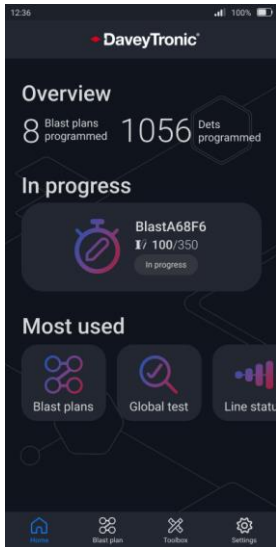 12:36
100%
DaveyTronic®
Overview
8 Blast plans programmed
1056 Dets programmed
In progress
BlastA68F6
100/350
In progress
Most used
Blast plans
Global test
Line statu
Home
Blast plan
Toolbox
Settings